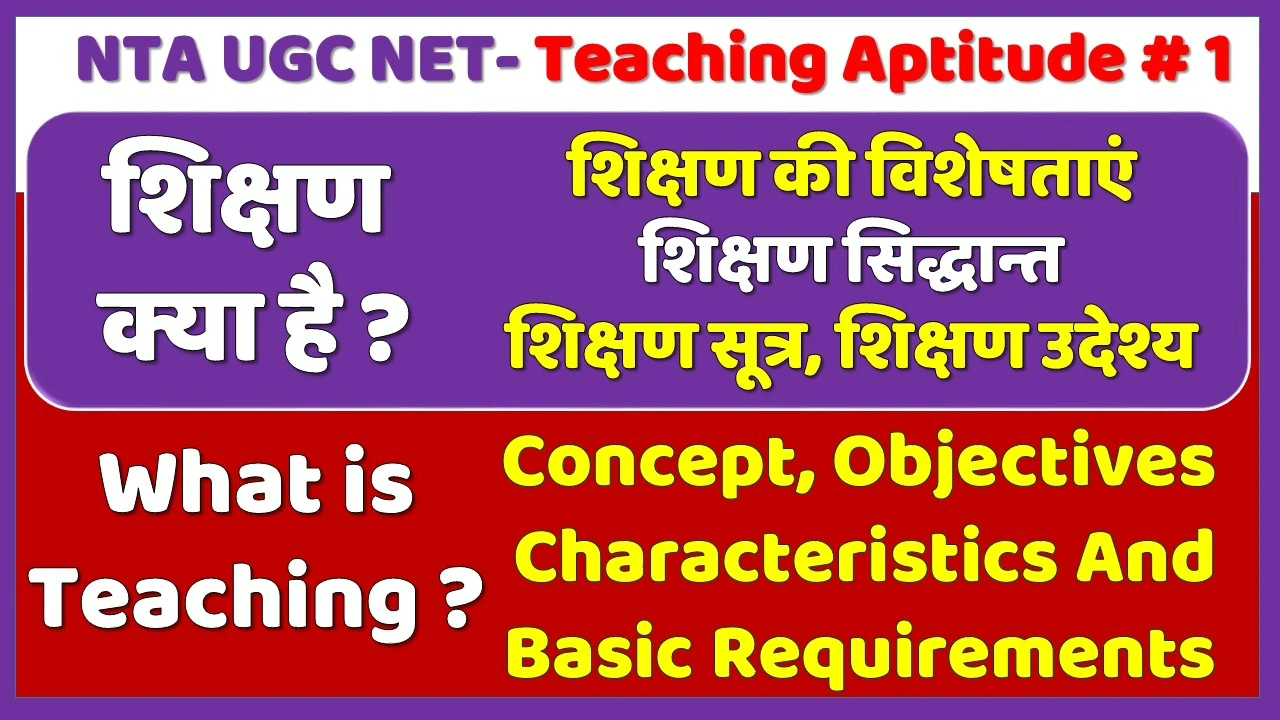 NTA UGC NET- Teaching Aptitude # 1
शिक्षण
क्या है ?
शिक्षण की विशेषताएं
शिक्षण सिद्धान्त
शिक्षण सूत्र, शिक्षण उदेश्य
What is
Teaching ?
Concept, Objectives
Characteristics And
Basic Requirements